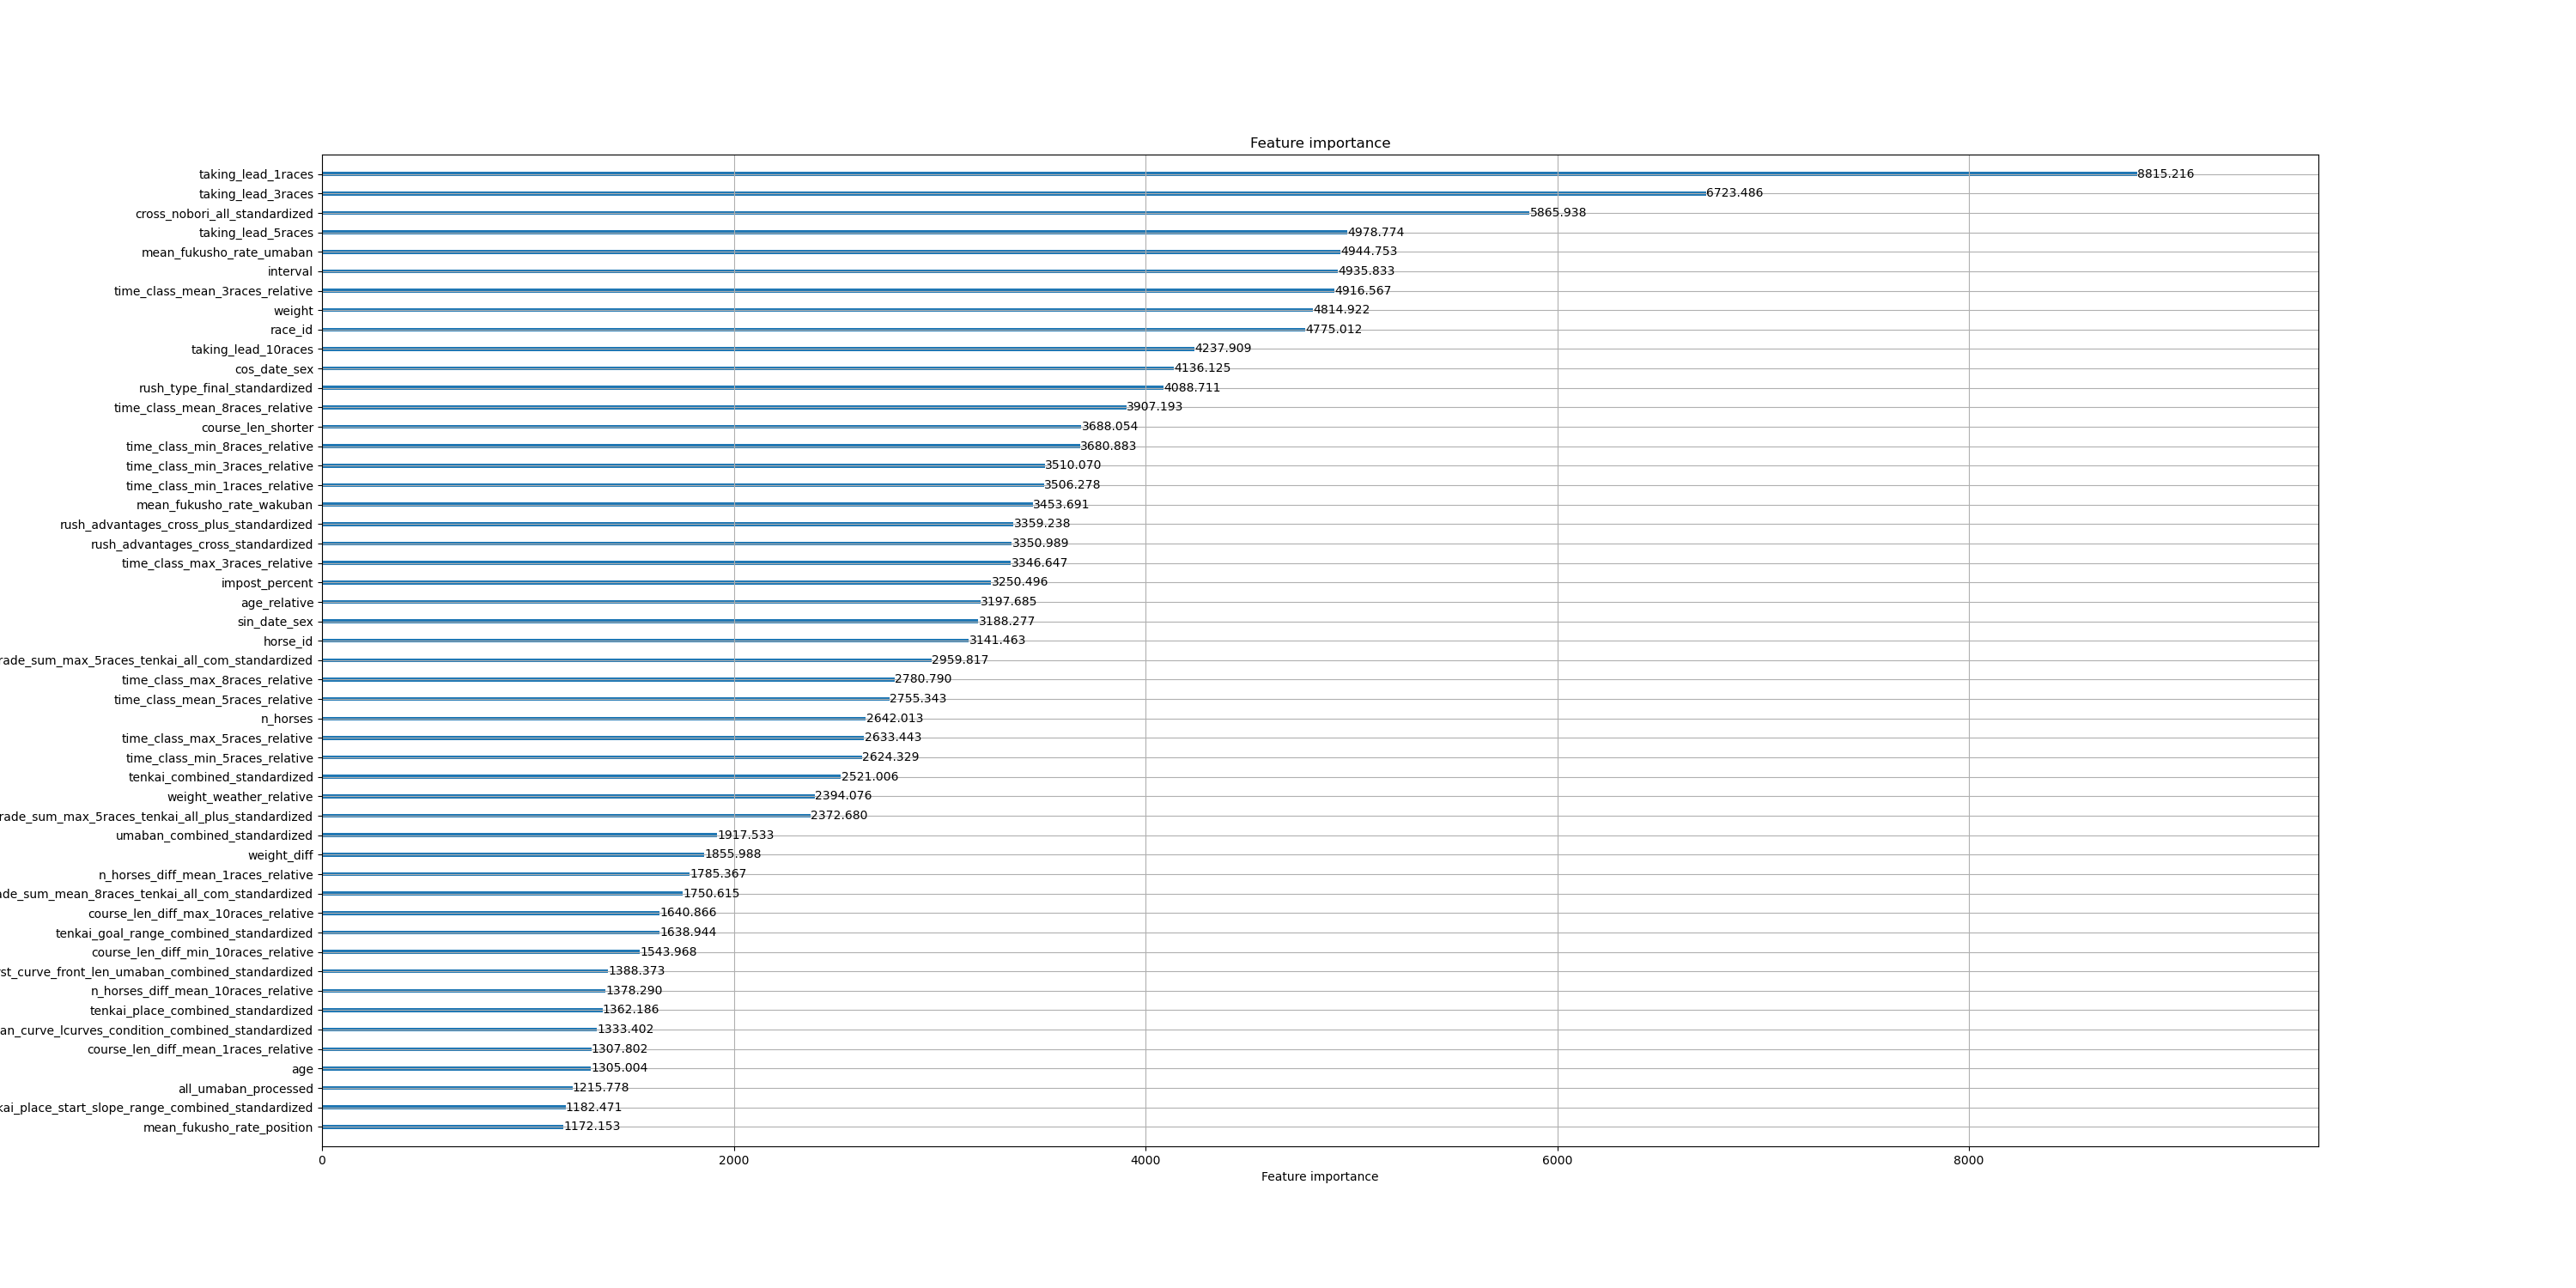 Feature importance
taking_lead_1races 8815.216
taking_lead_3races 6723.486
cross_nobori_all_standardized 5865.938
taking_lead_5races 4978.774
mean_fukusho_rate_umaban 4944.753
interval 4935.833
time_class_mean_3races_relative 4916.567
weight 4814.922
race_id 4775.012
taking_lead_10races 4237.909
cos_date_sex 4136.125
rush_type_final_standardized 4088.711
time_class_mean_8races_relative 3907.193
course_len_shorter 3688.054
time_class_min_8races_relative 3680.883
time_class_min_3races_relative 3510.070
time_class_min_1races_relative 3506.278
mean_fukusho_rate_wakuban 3453.691
rush_advantages_cross_plus_standardized 3359.238
rush_advantages_cross_standardized 3350.989
time_class_max_3races_relative 3346.647
impost_percent 3250.496
age_relative 3197.685
sin_date_sex 3188.277
horse_id 3141.463
rade_sum_max_5races_tenkai_all_com_standardized 2959.817
time_class_max_8races_relative 2780.790
time_class_mean_5races_relative 2755.343
n_horses 2642.013
time_class_max_5races_relative 2633.443
time_class_min_5races_relative 2624.329
tenkai_combined_standardized 2521.006
weight_weather_relative 2394.076
rade_sum_max_5races_tenkai_all_plus_standardized 2372.680
umaban_combined_standardized 1917.533
weight_diff 1855.988
n_horses_diff_mean_1races_relative 1785.367
ade_sum_mean_8races_tenkai_all_com_standardized 1750.615
course_len_diff_max_10races_relative 1640.866
tenkai_goal_range_combined_standardized 1638.944
course_len_diff_min_10races_relative 1543.968
st_curve_front_len_umaban_combined_standardized 1388.373
n_horses_diff_mean_10races_relative 1378.290
tenkai_place_combined_standardized 1362.186
an_curve_lcurves_condition_combined_standardized 1333.402
course_len_diff_mean_1races_relative 1307.802
age 1305.004
all_umaban_processed 1215.778
kai_place_start_slope_range_combined_standardized 1182.471
mean_fukusho_rate_position 1172.153
0 2000 4000 6000 8000
Feature importance